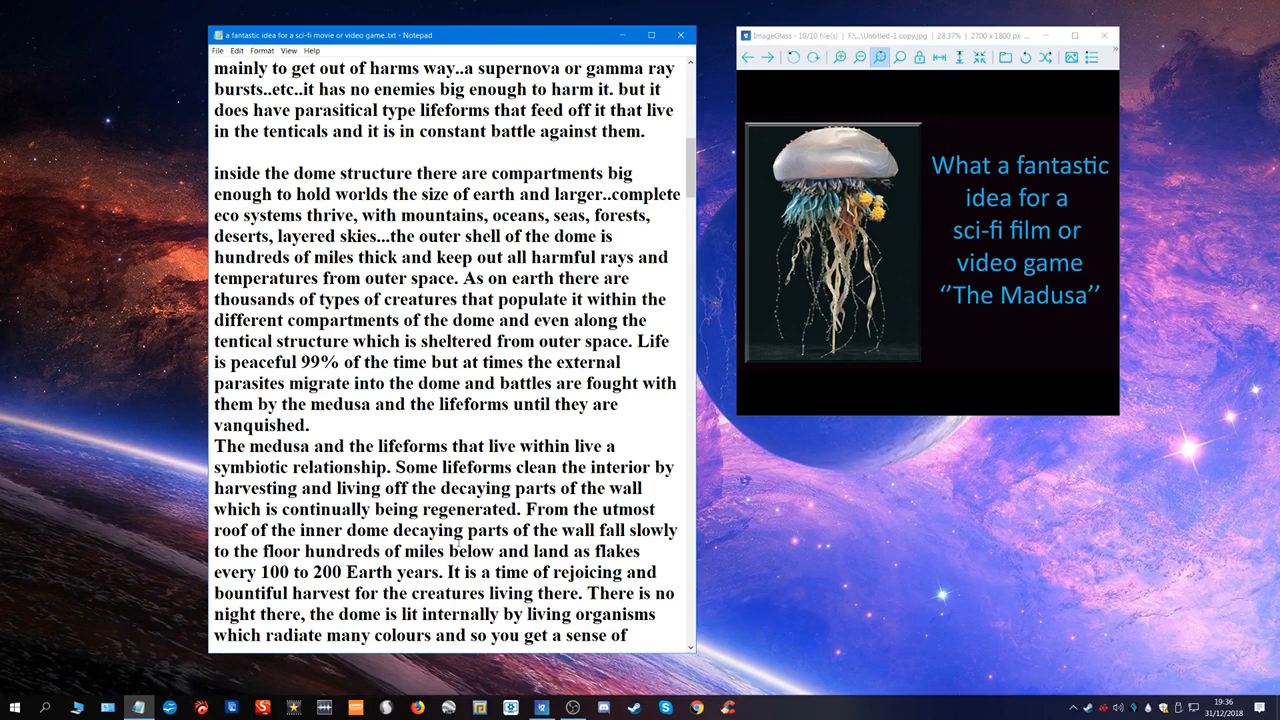 a fantastic idea for a sci-fi movie or video game..txt - Notepad
File Edit Format View Help
mainly to get out of harms way..a supernova or gamma ray
bursts..etc..it has no enemies big enough to harm it. but it
does have parasitical type lifeforms that feed off it that live
in the tenticals and it is in constant battle against them.
inside the dome structure there are compartments big
enough to hold worlds the size of earth and larger..complete
eco systems thrive, with mountains, oceans, seas, forests,
deserts, layered skies...the outer shell of the dome is
hundreds of miles thick and keep out all harmful rays and
temperatures from outer space. As on earth there are
thousands of types of creatures that populate it within the
different compartments of the dome and even along the
tentical structure which is sheltered from outer space. Life
is peaceful 99% of the time but at times the external
parasites migrate into the dome and battles are fought with
them by the medusa and the lifeforms until they are
vanquished.
The medusa and the lifeforms that live within live a
symbiotic relationship. Some lifeforms clean the interior by
harvesting and living off the decaying parts of the wall
which is continually being regenerated. From the utmost
roof of the inner dome decaying parts of the wall fall slowly
to the floor hundreds of miles below and land as flakes
every 100 to 200 Earth years. It is a time of rejoicing and
bountiful harvest for the creatures living there. There is no
night there, the dome is lit internally by living organisms
which radiate many colours and so you get a sense of
ImageGlass - 10/10 file(s) | F:\...\Untitled-1 copy.jpg | 28.37% | 2700 x 1800 px ...
What a fantastic
idea for a
sci-fi film or
video game
‘’The Madusa’’
19:36
31/12/2018